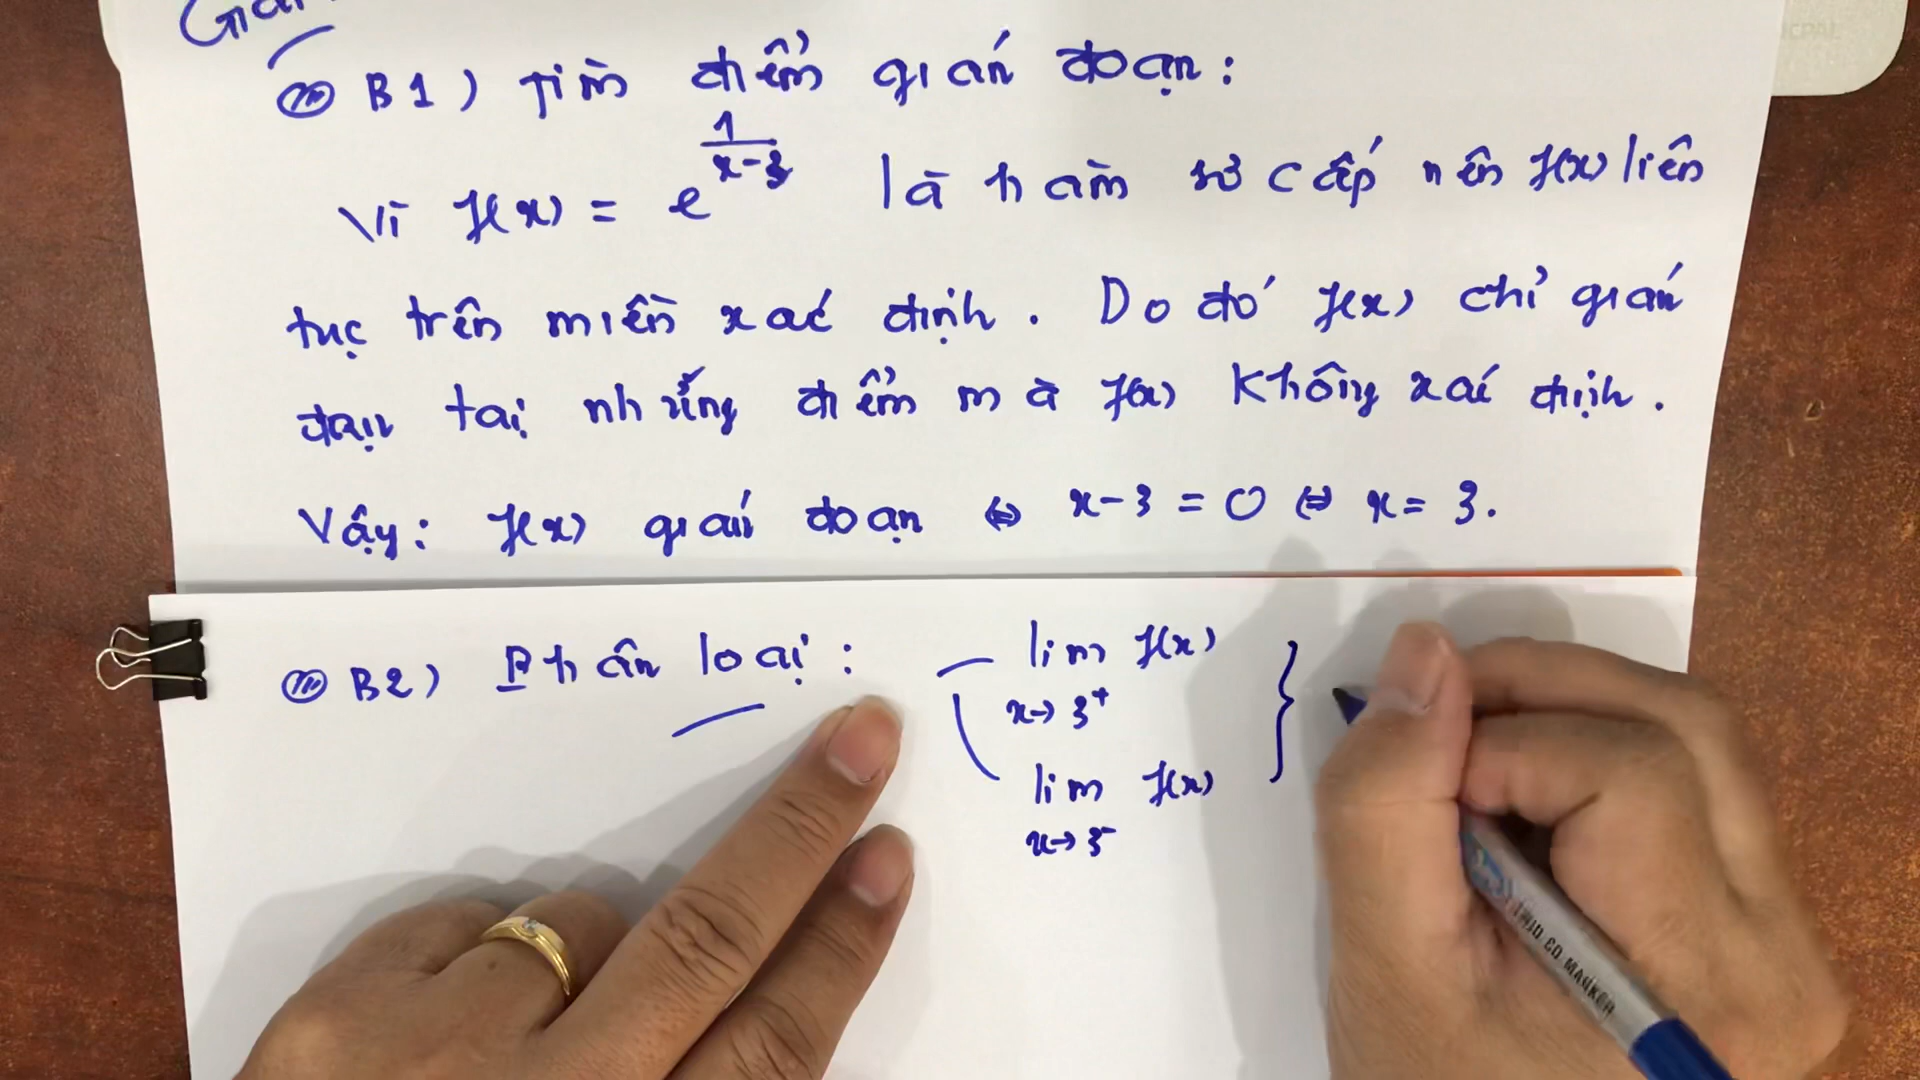 B1) Tìm điểm gián đoạn:
Vì f(x) = e^{\frac{1}{x-3}} là hàm sơ cấp nên f(x) liên
tục trên miền xác định. Do đó f(x) chỉ gián
đoạn tại những điểm mà f(x) không xác định.
Vậy: f(x) gián đoạn ⇔ x-3 = 0 ⇔ x = 3.
B2) Phân loại:
lim f(x)
x→3⁺
lim f(x)
x→3⁻
}